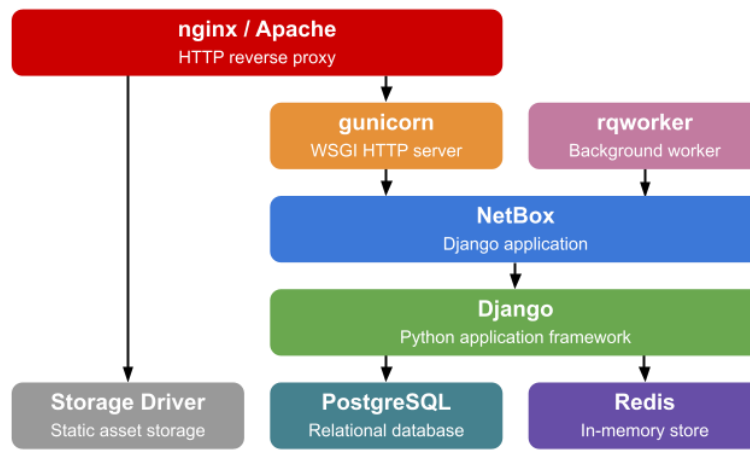 nginx / Apache
HTTP reverse proxy
gunicorn
WSGI HTTP server
rqworker
Background worker
NetBox
Django application
Django
Python application framework
Storage Driver
Static asset storage
PostgreSQL
Relational database
Redis
In-memory store